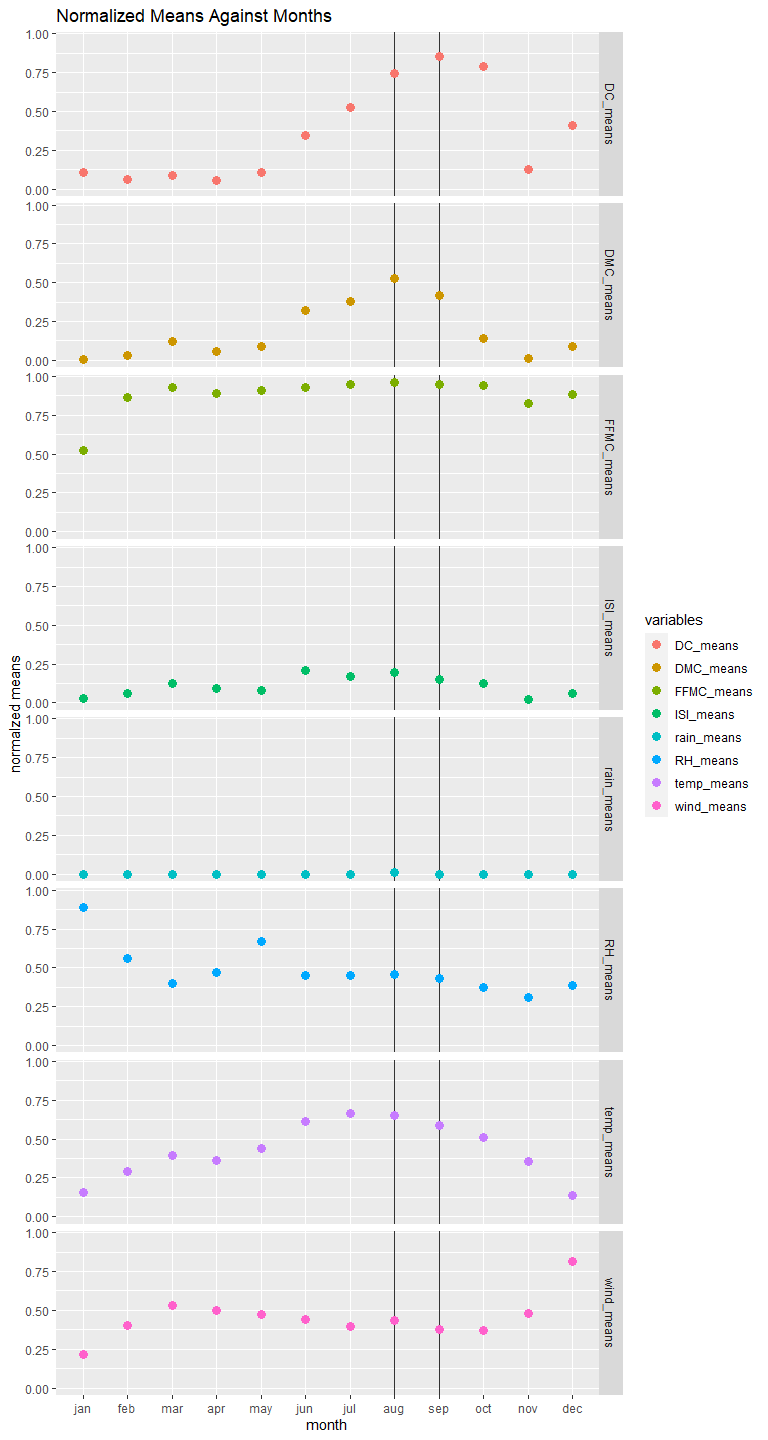 Normalized Means Against Months
1.00
0.75
0.50
0.25
0.00
DC_means
1.00
0.75
0.50
0.25
0.00
DMC_means
1.00
0.75
0.50
0.25
0.00
FFMC_means
1.00
0.75
0.50
0.25
0.00
ISI_means
1.00
0.75
0.50
0.25
0.00
rain_means
1.00
0.75
0.50
0.25
0.00
RH_means
1.00
0.75
0.50
0.25
0.00
temp_means
1.00
0.75
0.50
0.25
0.00
wind_means
normalzed means
jan feb mar apr may jun jul aug sep oct nov dec
month
variables
DC_means
DMC_means
FFMC_means
ISI_means
rain_means
RH_means
temp_means
wind_means